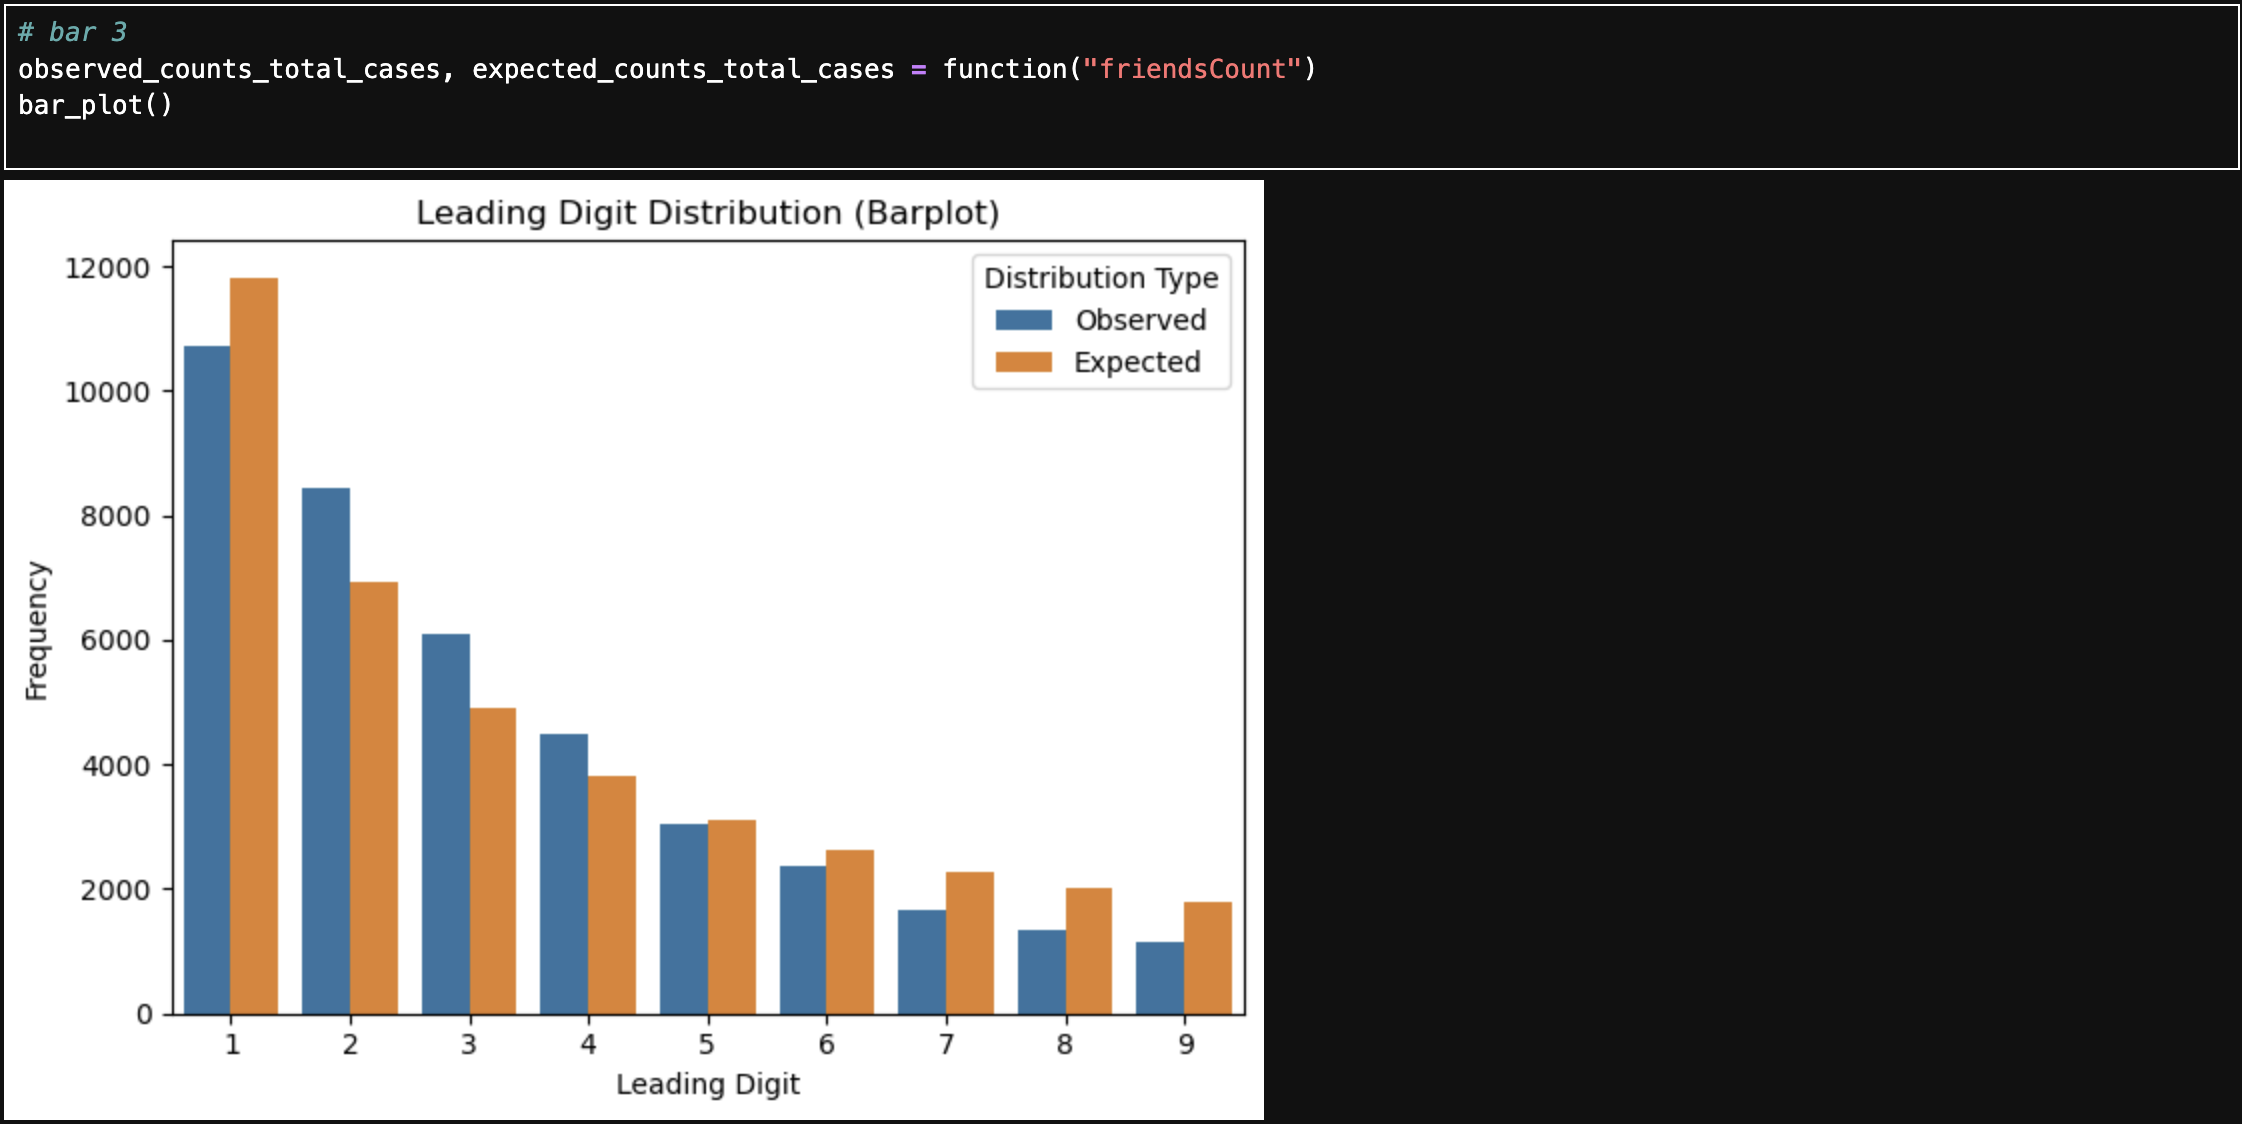 # bar 3
observed_counts_total_cases, expected_counts_total_cases = function("friendsCount")
bar_plot()
Leading Digit Distribution (Barplot)
Distribution Type
Observed
Expected
12000
10000
8000
6000
4000
2000
0
Frequency
1 2 3 4 5 6 7 8 9
Leading Digit